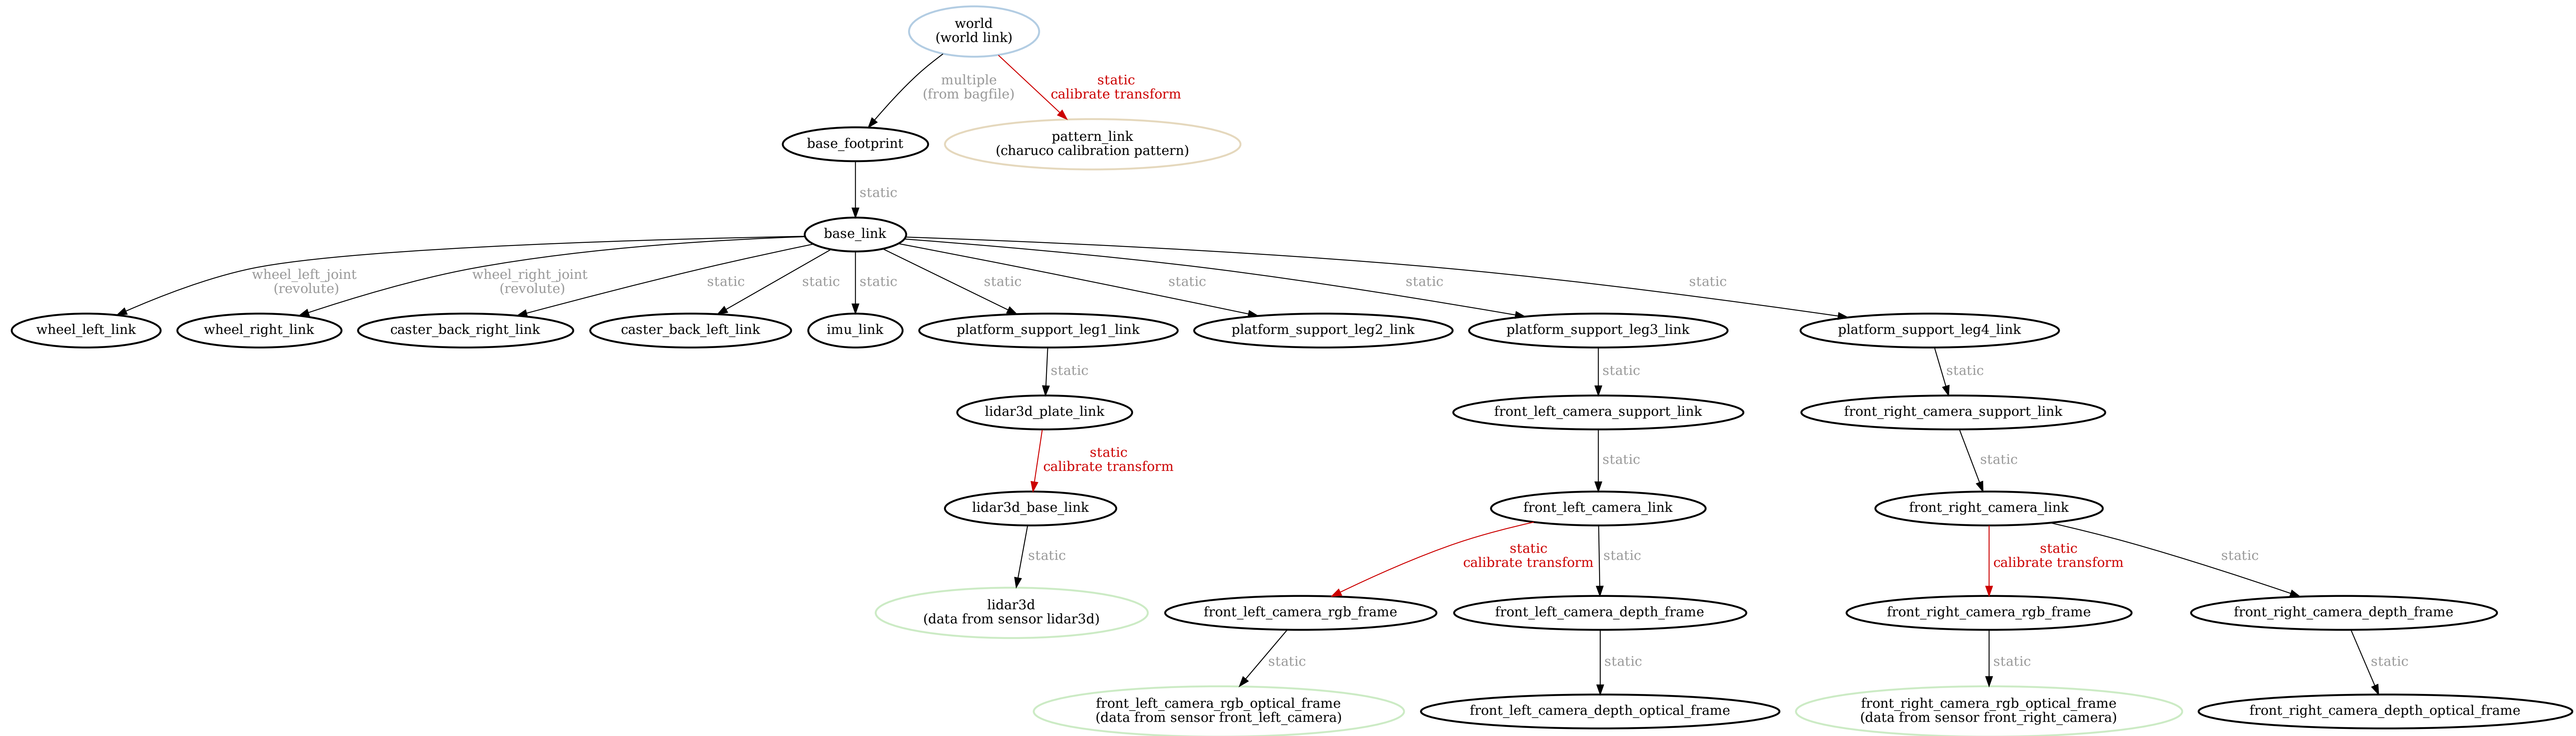 world
(world link)
multiple
(from bagfile)
static
calibrate transform
base_footprint
pattern_link
(charuco calibration pattern)
static
base_link
wheel_left_joint
(revolute)
wheel_right_joint
(revolute)
static
static
static
static
static
static
static
wheel_left_link
wheel_right_link
caster_back_right_link
caster_back_left_link
imu_link
platform_support_leg1_link
platform_support_leg2_link
platform_support_leg3_link
platform_support_leg4_link
static
static
static
lidar3d_plate_link
front_left_camera_support_link
front_right_camera_support_link
static
calibrate transform
static
static
lidar3d_base_link
front_left_camera_link
front_right_camera_link
static
static
calibrate transform
static
static
calibrate transform
static
lidar3d
(data from sensor lidar3d)
front_left_camera_rgb_frame
front_left_camera_depth_frame
front_right_camera_rgb_frame
front_right_camera_depth_frame
static
static
static
static
front_left_camera_rgb_optical_frame
(data from sensor front_left_camera)
front_left_camera_depth_optical_frame
front_right_camera_rgb_optical_frame
(data from sensor front_right_camera)
front_right_camera_depth_optical_frame